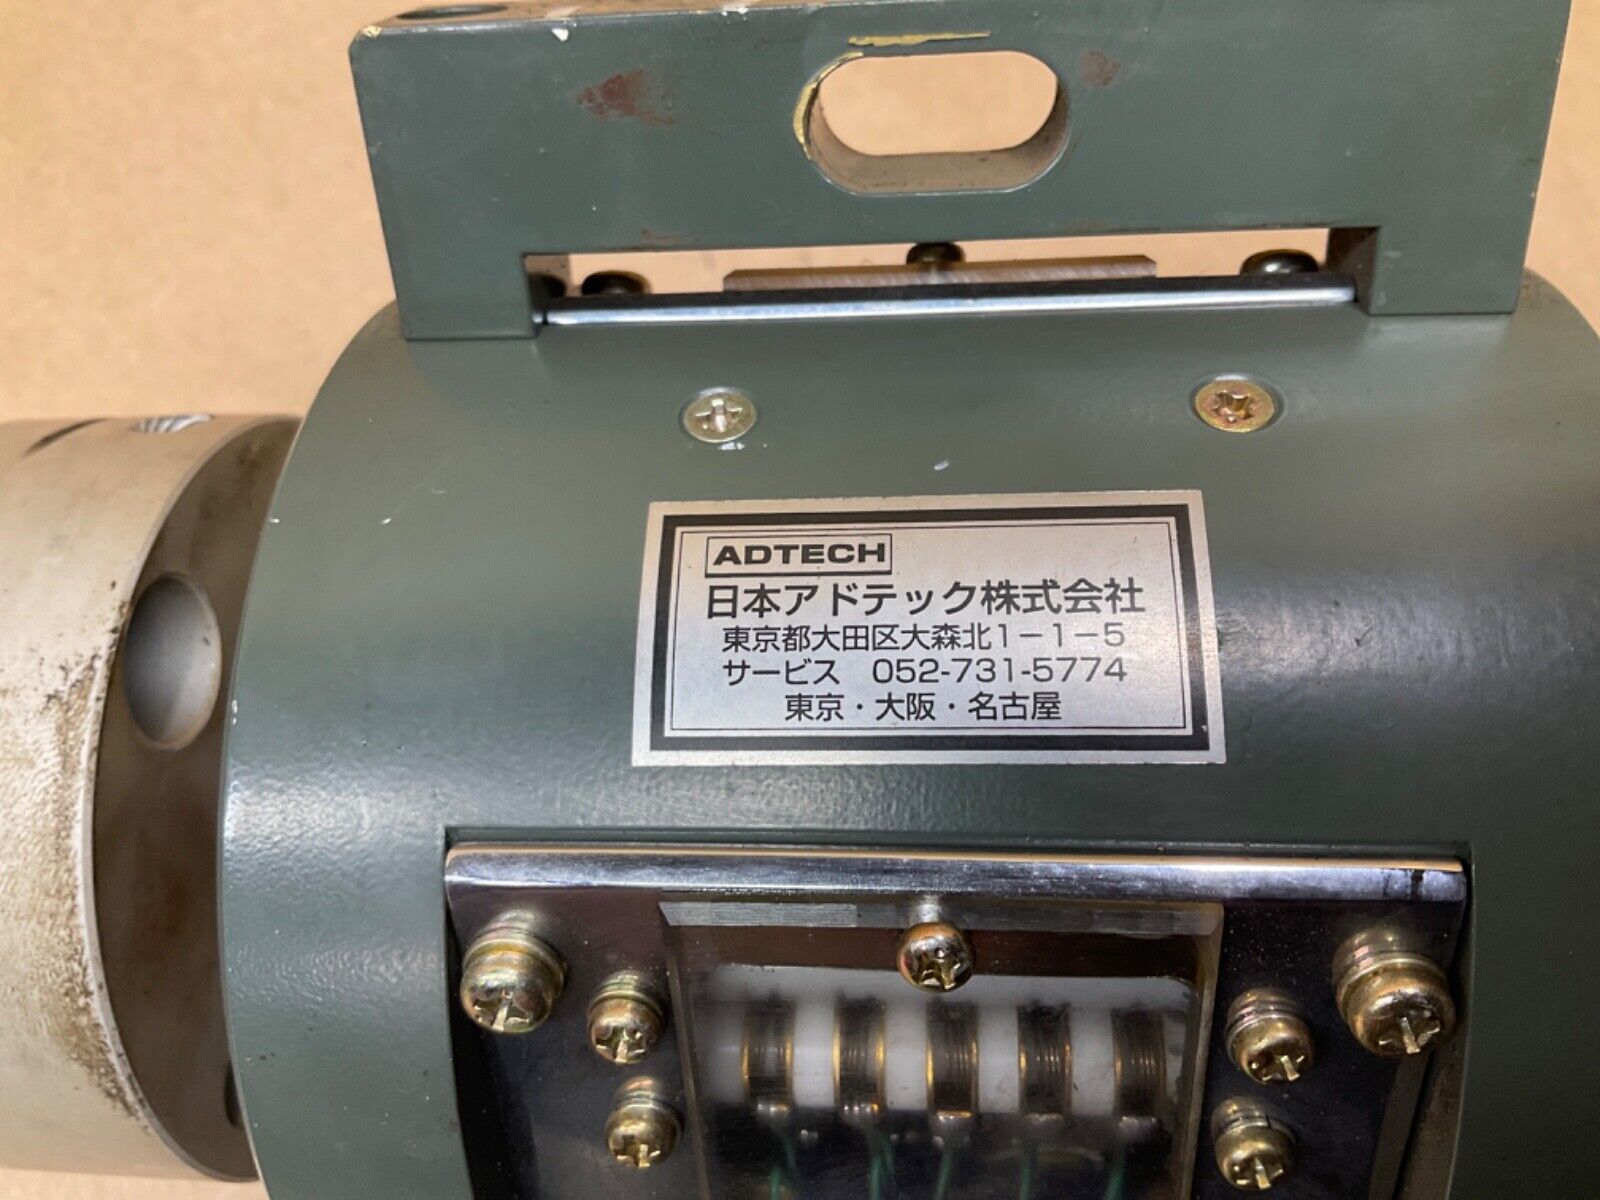 ADTECH
日本アドテック株式会社
東京都大田区大森北1-1-5
サービス 052-731-5774
東京・大阪・名古屋